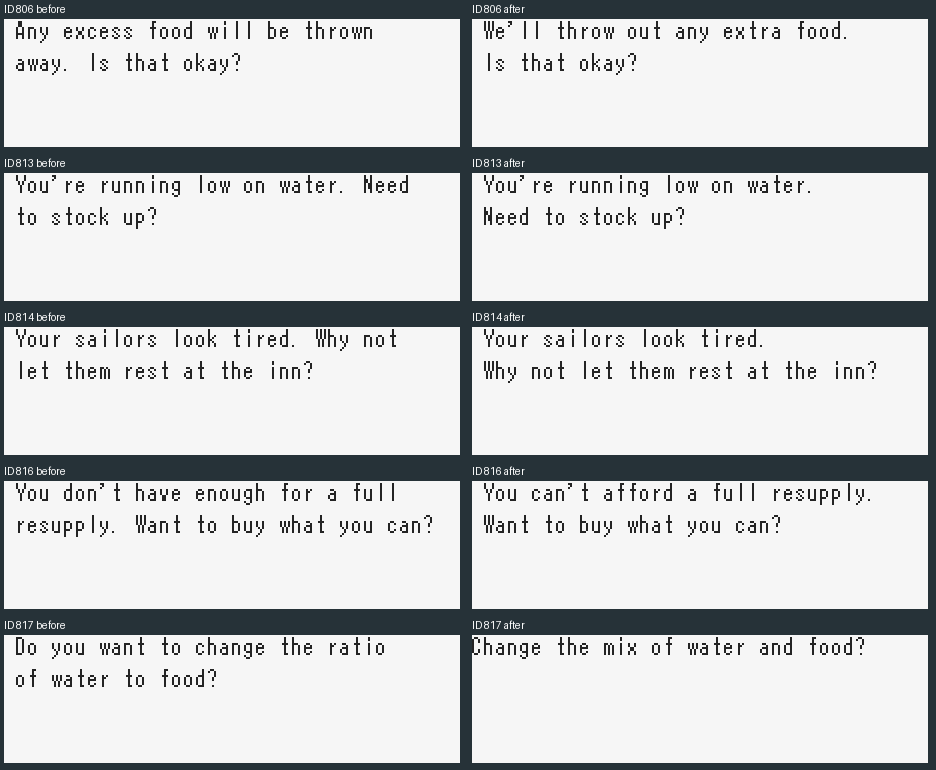 ID806 before
Any excess food will be thrown
away. Is that okay?
ID806 after
We'll throw out any extra food.
Is that okay?
ID813 before
You're running low on water. Need
to stock up?
ID813 after
You're running low on water.
Need to stock up?
ID814 before
Your sailors look tired. Why not
let them rest at the inn?
ID814 after
Your sailors look tired.
Why not let them rest at the inn?
ID816 before
You don't have enough for a full
resupply. Want to buy what you can?
ID816 after
You can't afford a full resupply.
Want to buy what you can?
ID817 before
Do you want to change the ratio
of water to food?
ID817 after
Change the mix of water and food?